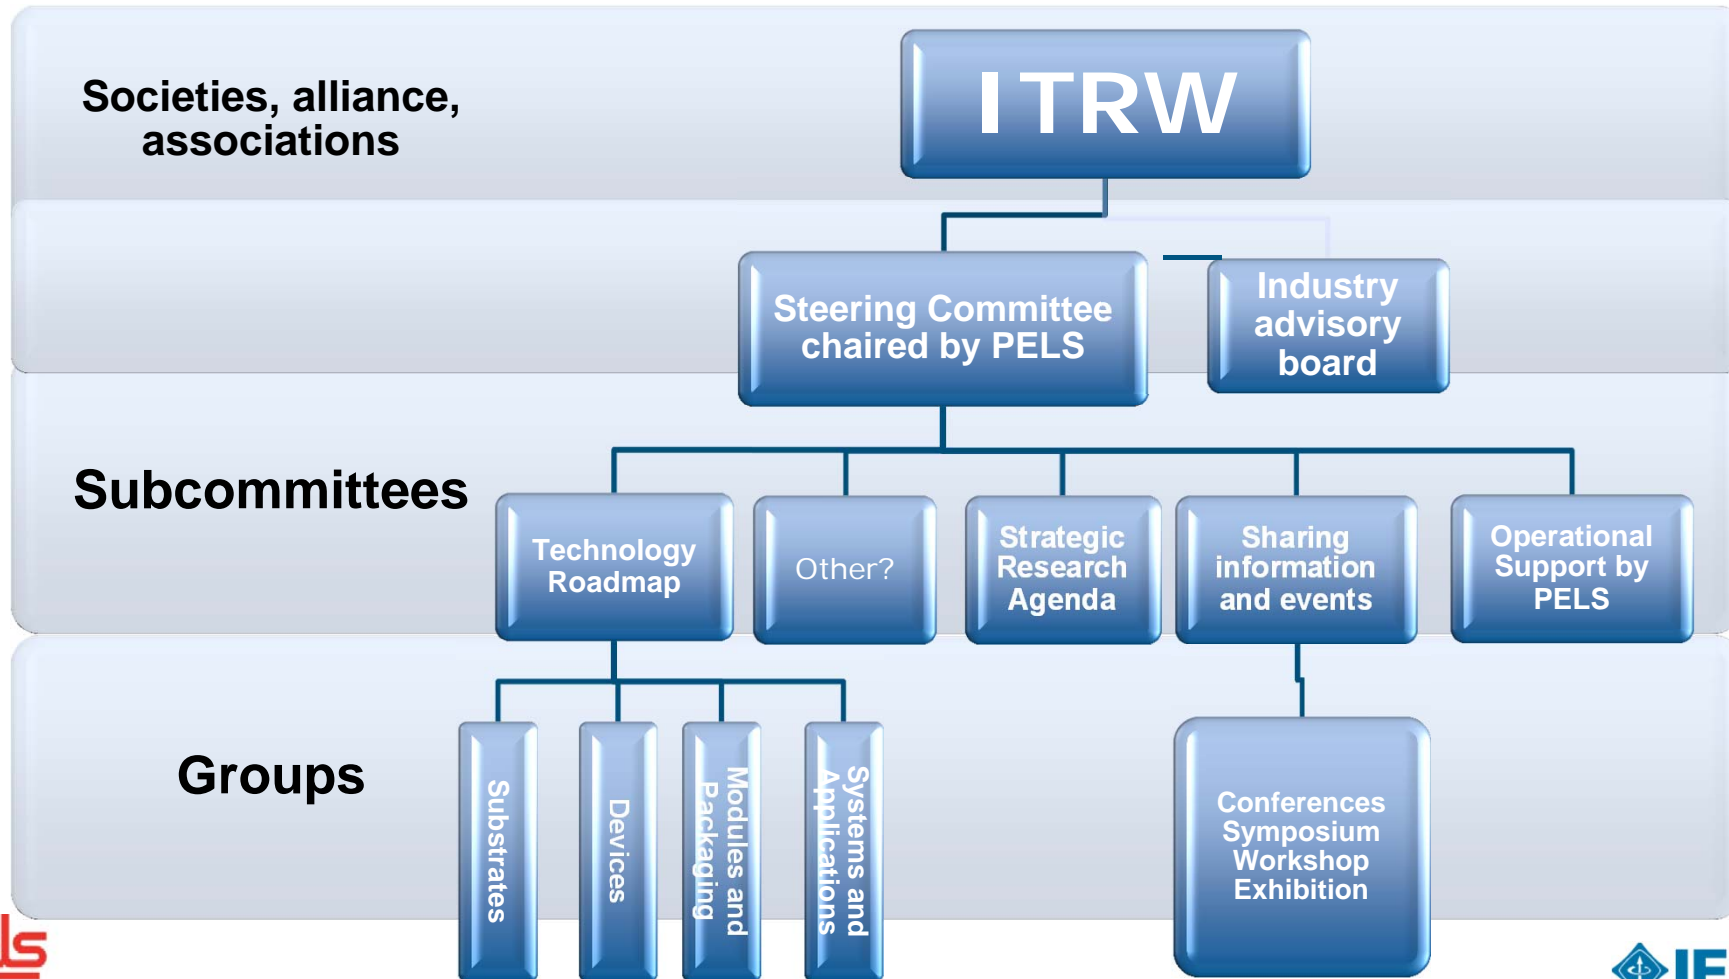 Societies, alliance,
associations
ITRW
Steering Committee
chaired by PELS
Industry
advisory
board
Subcommittees
Technology
Roadmap
Other?
Strategic
Research
Agenda
Sharing
information
and events
Operational
Support by
PELS
Groups
Substrates
Devices
Modules and
Packaging
Systems and
Applications
Conferences
Symposium
Workshop
Exhibition
ls
IE